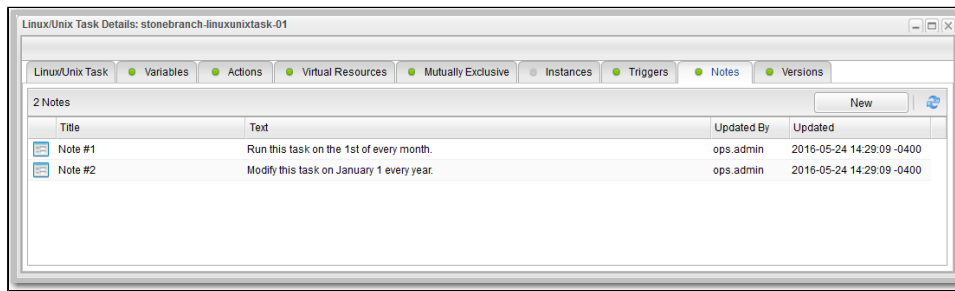 Linux/Unix Task Details: stonebranch-linuxunixtask-01
Linux/Unix Task Variables Actions Virtual Resources Mutually Exclusive Instances Triggers Notes Versions
2 Notes New
Title Text Updated By Updated
Note #1 Run this task on the 1st of every month. ops.admin 2016-05-24 14:29:09 -0400
Note #2 Modify this task on January 1 every year. ops.admin 2016-05-24 14:29:09 -0400